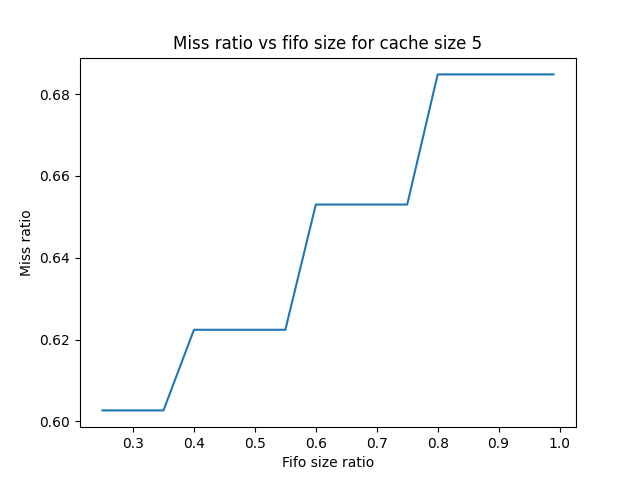 Miss ratio vs fifo size for cache size 5
Miss ratio
0.68
0.66
0.64
0.62
0.60
0.3 0.4 0.5 0.6 0.7 0.8 0.9 1.0
Fifo size ratio